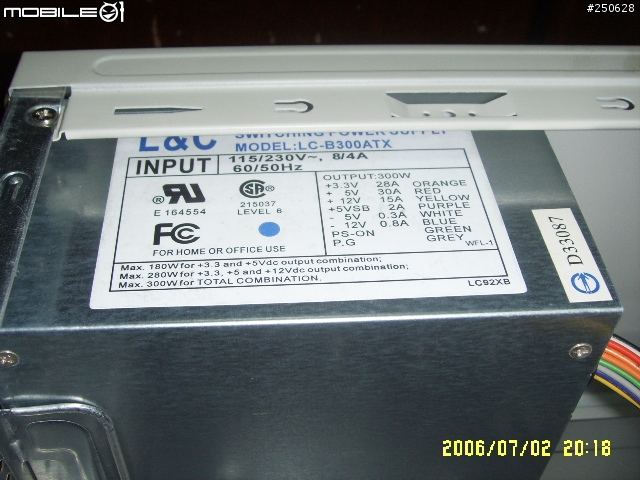 MOBILE01
#250628
L&C SWITCHING POWER SUPPLY
MODEL:LC-B300ATX
INPUT 115/230V~, 8/4A
60/50Hz
OUTPUT:300W
+3.3V 28A ORANGE
+ 5V 30A RED
+ 12V 15A YELLOW
+5VSB 2A PURPLE
- 5V 0.3A WHITE
- 12V 0.8A BLUE
PS-ON GREEN
P.G GREY
WFL-1
E 164554
215037
LEVEL 6
FC
FOR HOME OR OFFICE USE
Max. 180W for +3.3 and +5Vdc output combination;
Max. 280W for +3.3, +5 and +12Vdc output combination;
Max. 300W for TOTAL COMBINATION.
LC92XB
D33087
2006/07/02 20:18